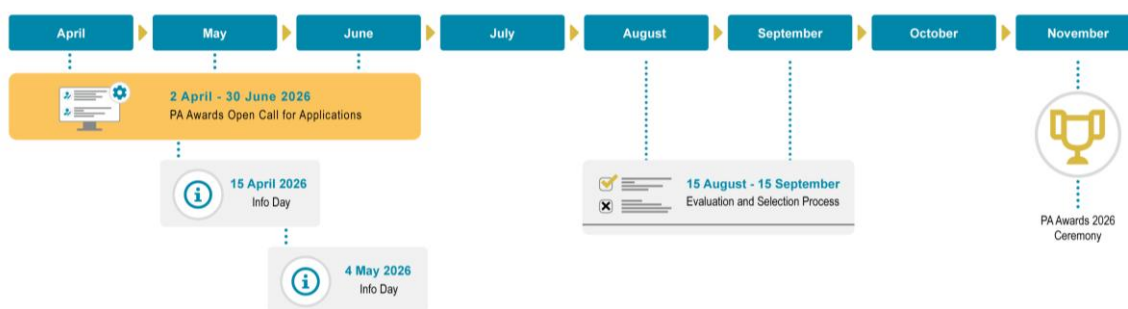 April
May
June
July
August
September
October
November
2 April - 30 June 2026
PA Awards Open Call for Applications
15 April 2026
Info Day
4 May 2026
Info Day
15 August - 15 September
Evaluation and Selection Process
PA Awards 2026
Ceremony